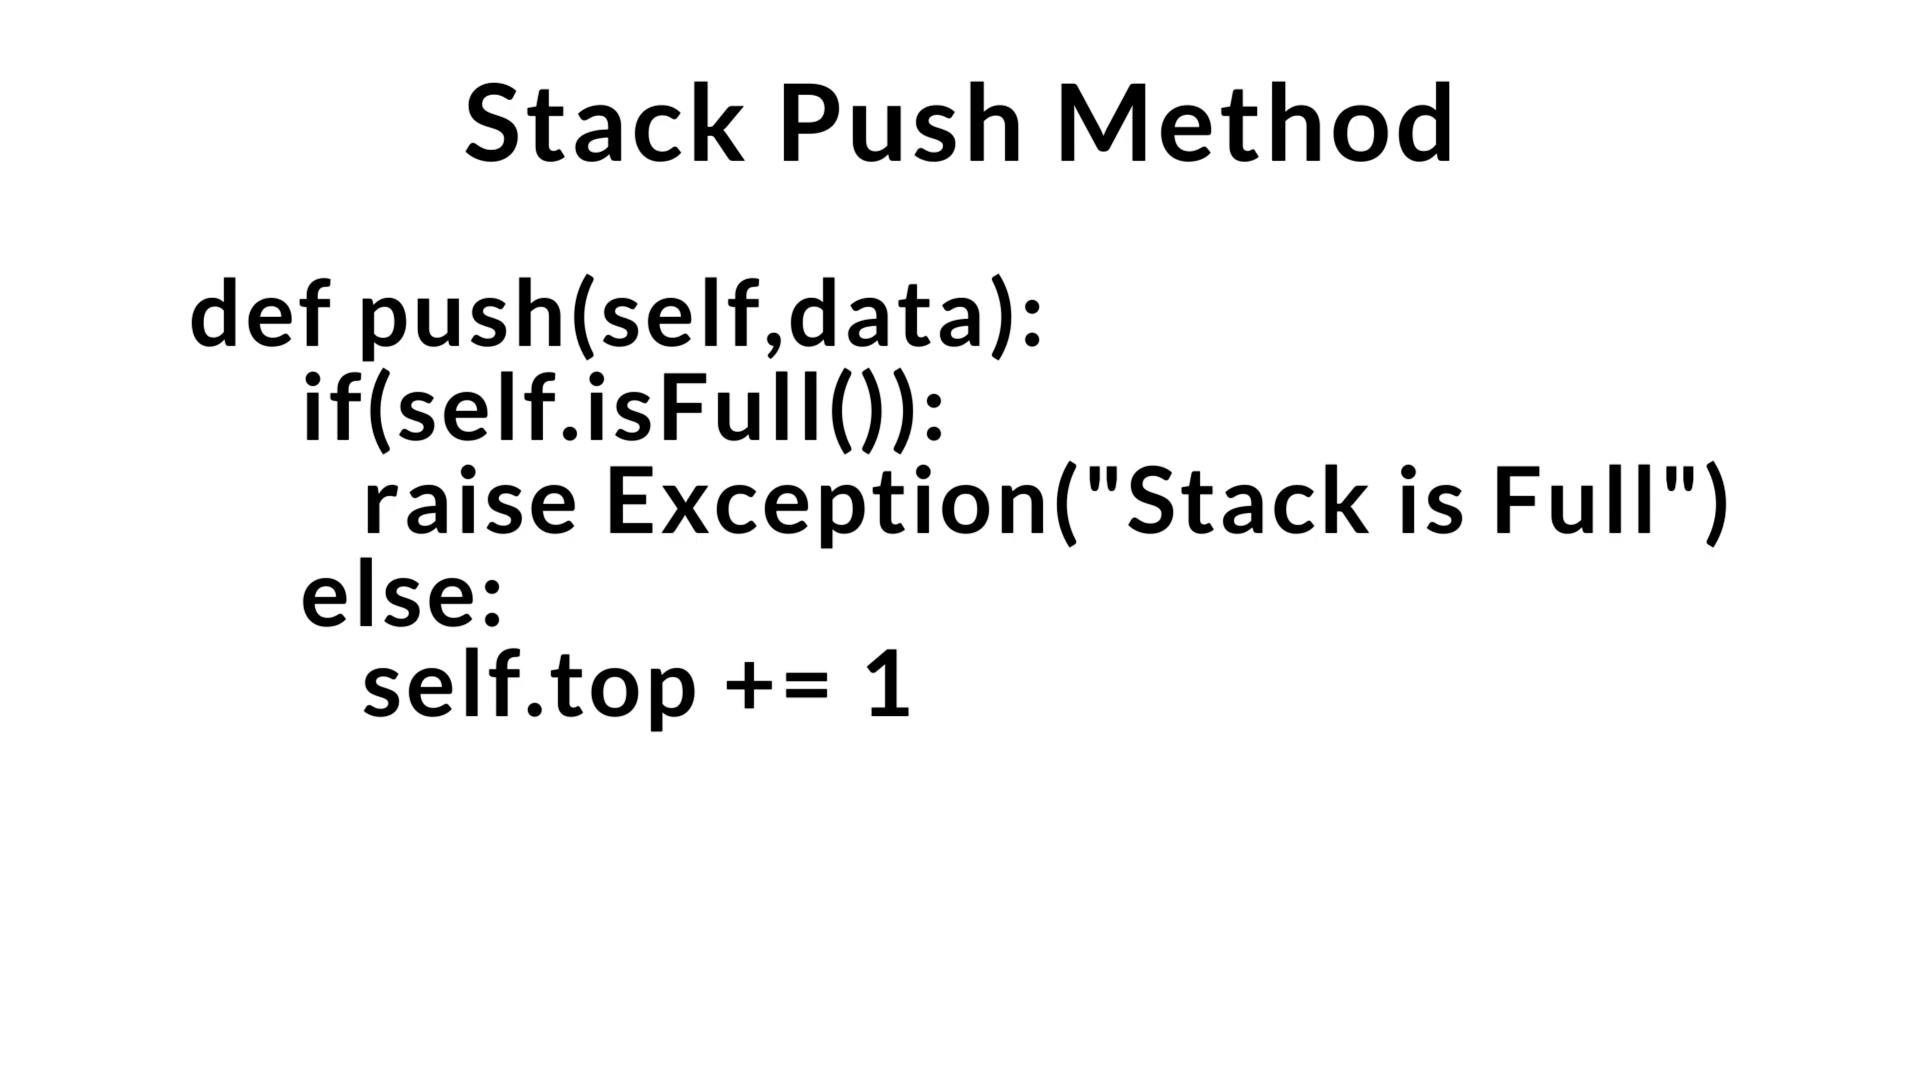 Stack Push Method
def push(self,data):
if(self.isFull()):
raise Exception("Stack is Full")
else:
self.top += 1